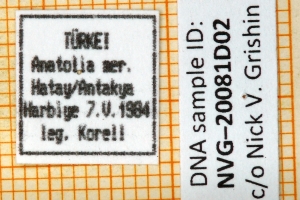 TÜRKEI
Anatolia mer.
Hatay/Antakya
Harbiye 7.V.1984
leg. Korell
DNA sample ID:
NVG-20081D02
c/o Nick V. Grishin